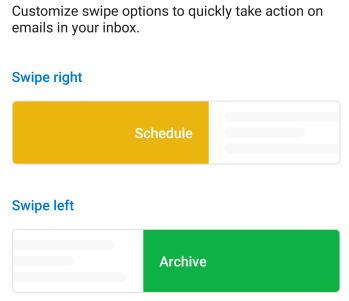 Customize swipe options to quickly take action on
emails in your inbox.
Swipe right
Schedule
Swipe left
Archive